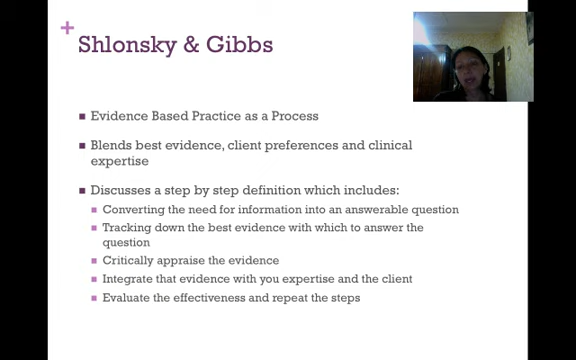 Shlonsky & Gibbs
Evidence Based Practice as a Process
Blends best evidence, client preferences and clinical
expertise
Discusses a step by step definition which includes:
Converting the need for information into an answerable question
Tracking down the best evidence with which to answer the
question
Critically appraise the evidence
Integrate that evidence with you expertise and the client
Evaluate the effectiveness and repeat the steps